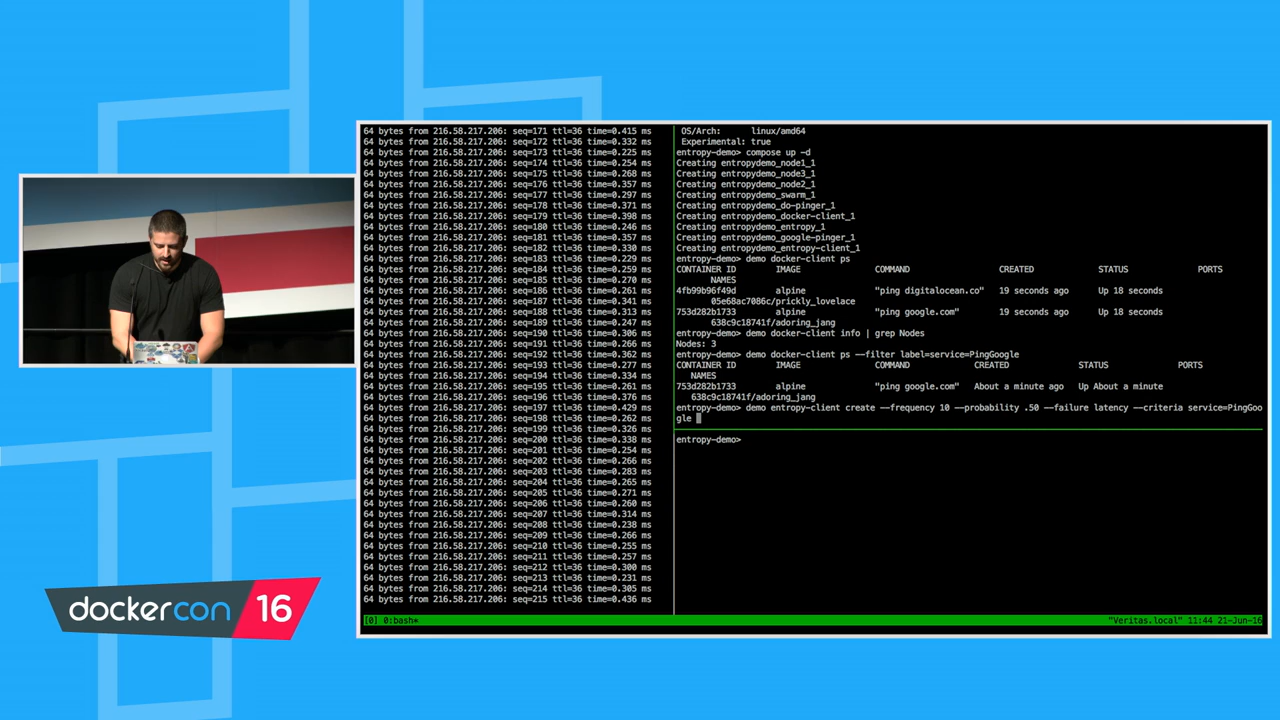 64 bytes from 216.58.217.206: seq=171 ttl=36 time=0.415 ms
64 bytes from 216.58.217.206: seq=172 ttl=36 time=0.332 ms
64 bytes from 216.58.217.206: seq=173 ttl=36 time=0.225 ms
64 bytes from 216.58.217.206: seq=174 ttl=36 time=0.254 ms
64 bytes from 216.58.217.206: seq=175 ttl=36 time=0.268 ms
64 bytes from 216.58.217.206: seq=176 ttl=36 time=0.357 ms
64 bytes from 216.58.217.206: seq=177 ttl=36 time=0.297 ms
64 bytes from 216.58.217.206: seq=178 ttl=36 time=0.371 ms
64 bytes from 216.58.217.206: seq=179 ttl=36 time=0.398 ms
64 bytes from 216.58.217.206: seq=180 ttl=36 time=0.246 ms
64 bytes from 216.58.217.206: seq=181 ttl=36 time=0.357 ms
64 bytes from 216.58.217.206: seq=182 ttl=36 time=0.330 ms
64 bytes from 216.58.217.206: seq=183 ttl=36 time=0.229 ms
64 bytes from 216.58.217.206: seq=184 ttl=36 time=0.259 ms
64 bytes from 216.58.217.206: seq=185 ttl=36 time=0.270 ms
64 bytes from 216.58.217.206: seq=186 ttl=36 time=0.261 ms
64 bytes from 216.58.217.206: seq=187 ttl=36 time=0.341 ms
64 bytes from 216.58.217.206: seq=188 ttl=36 time=0.313 ms
64 bytes from 216.58.217.206: seq=189 ttl=36 time=0.247 ms
64 bytes from 216.58.217.206: seq=190 ttl=36 time=0.306 ms
64 bytes from 216.58.217.206: seq=191 ttl=36 time=0.266 ms
64 bytes from 216.58.217.206: seq=192 ttl=36 time=0.362 ms
64 bytes from 216.58.217.206: seq=193 ttl=36 time=0.277 ms
64 bytes from 216.58.217.206: seq=194 ttl=36 time=0.334 ms
64 bytes from 216.58.217.206: seq=195 ttl=36 time=0.261 ms
64 bytes from 216.58.217.206: seq=196 ttl=36 time=0.376 ms
64 bytes from 216.58.217.206: seq=197 ttl=36 time=0.429 ms
64 bytes from 216.58.217.206: seq=198 ttl=36 time=0.262 ms
64 bytes from 216.58.217.206: seq=199 ttl=36 time=0.326 ms
64 bytes from 216.58.217.206: seq=200 ttl=36 time=0.338 ms
64 bytes from 216.58.217.206: seq=201 ttl=36 time=0.254 ms
64 bytes from 216.58.217.206: seq=202 ttl=36 time=0.266 ms
64 bytes from 216.58.217.206: seq=203 ttl=36 time=0.283 ms
64 bytes from 216.58.217.206: seq=204 ttl=36 time=0.265 ms
64 bytes from 216.58.217.206: seq=205 ttl=36 time=0.271 ms
64 bytes from 216.58.217.206: seq=206 ttl=36 time=0.260 ms
64 bytes from 216.58.217.206: seq=207 ttl=36 time=0.314 ms
64 bytes from 216.58.217.206: seq=208 ttl=36 time=0.238 ms
64 bytes from 216.58.217.206: seq=209 ttl=36 time=0.266 ms
64 bytes from 216.58.217.206: seq=210 ttl=36 time=0.255 ms
64 bytes from 216.58.217.206: seq=211 ttl=36 time=0.257 ms
64 bytes from 216.58.217.206: seq=212 ttl=36 time=0.300 ms
64 bytes from 216.58.217.206: seq=213 ttl=36 time=0.231 ms
64 bytes from 216.58.217.206: seq=214 ttl=36 time=0.305 ms
64 bytes from 216.58.217.206: seq=215 ttl=36 time=0.436 ms
OS/Arch: linux/amd64
Experimental: true
entropy-demo> compose up -d
Creating entropydemo_node1_1
Creating entropydemo_node3_1
Creating entropydemo_node2_1
Creating entropydemo_swarm_1
Creating entropydemo_do-pinger_1
Creating entropydemo_docker-client_1
Creating entropydemo_entropy_1
Creating entropydemo_google-pinger_1
Creating entropydemo_entropy-client_1
entropy-demo> demo docker-client ps
CONTAINER ID IMAGE COMMAND CREATED STATUS PORTS
NAMES
4fb99b96f49d alpine "ping digitalocean.co" 19 seconds ago Up 18 seconds
05e68ac7086c/prickly_lovelace
753d282b1733 alpine "ping google.com" 19 seconds ago Up 18 seconds
638c9c18741f/adoring_jang
entropy-demo> demo docker-client info | grep Nodes
Nodes: 3
entropy-demo> demo docker-client ps --filter label=service=PingGoogle
CONTAINER ID IMAGE COMMAND CREATED STATUS PORTS
NAMES
753d282b1733 alpine "ping google.com" About a minute ago Up About a minute
638c9c18741f/adoring_jang
entropy-demo> demo entropy-client create --frequency 10 --probability .50 --failure latency --criteria service=PingGoo
gle
entropy-demo>
[0] 0:bash* "Veritas.local" 11:44 21-Jun-16
dockercon 16